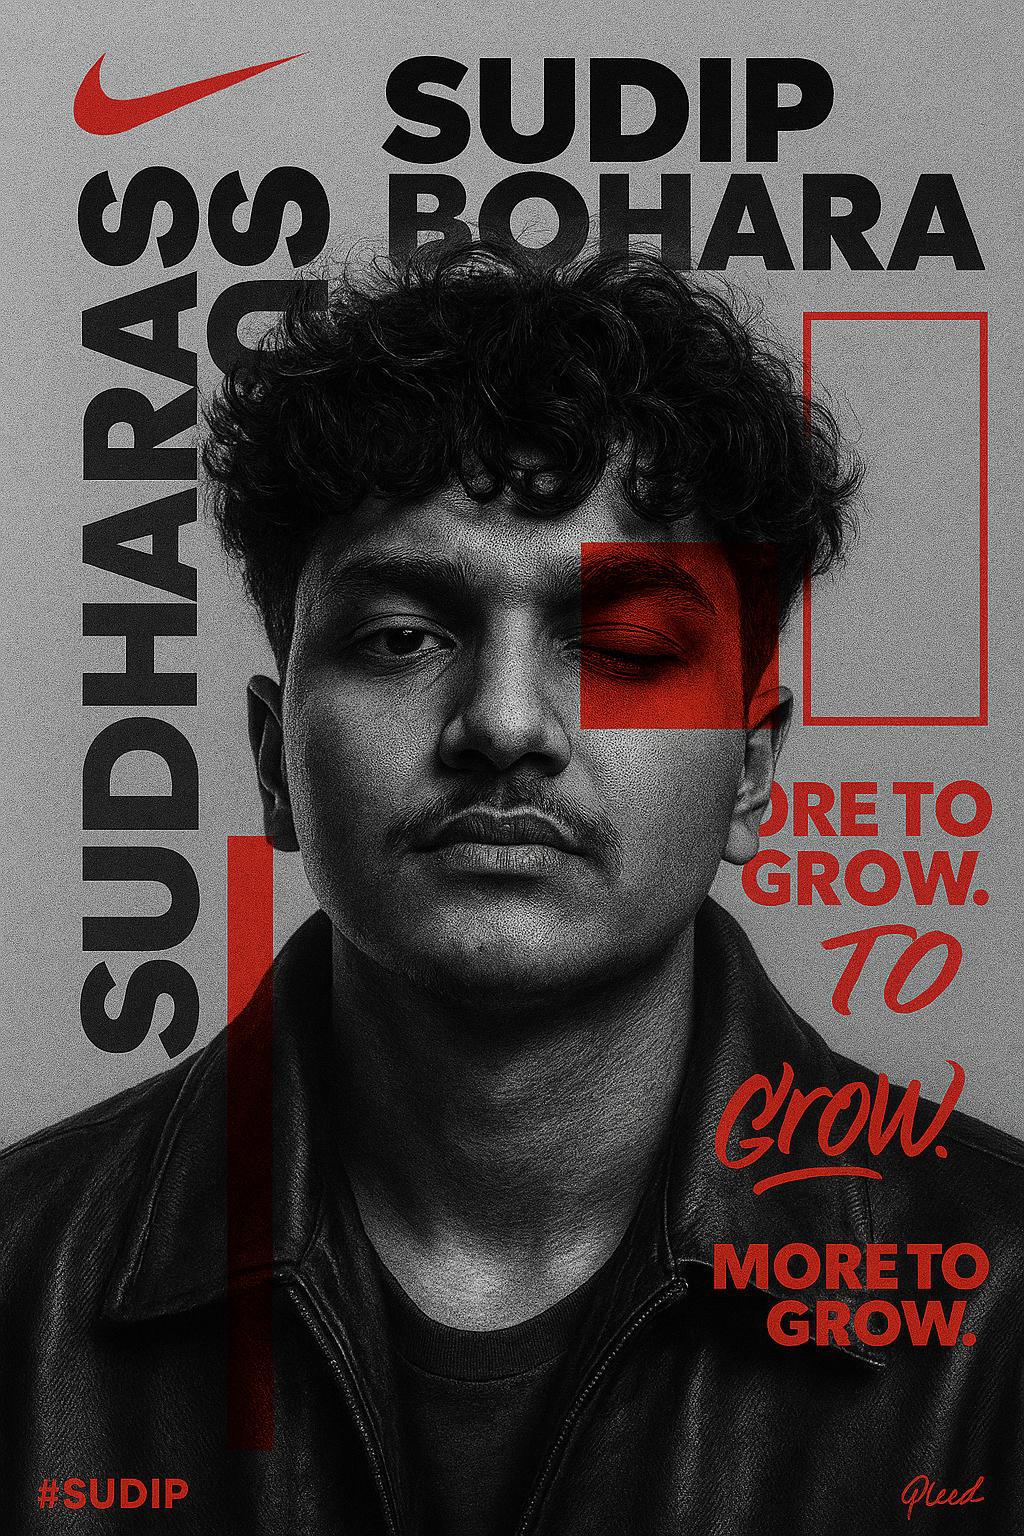 SUDIP
BOHARA
SUDHARAS
ORE TO
GROW.
TO
Grow.
MORE TO
GROW.
#SUDIP